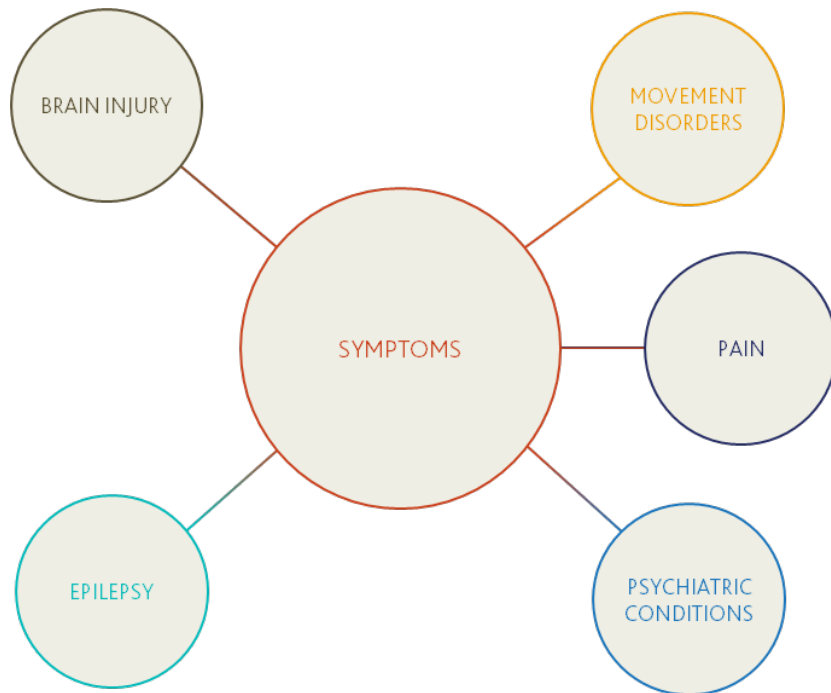 BRAIN INJURY
MOVEMENT
DISORDERS
SYMPTOMS
PAIN
EPILEPSY
PSYCHIATRIC
CONDITIONS